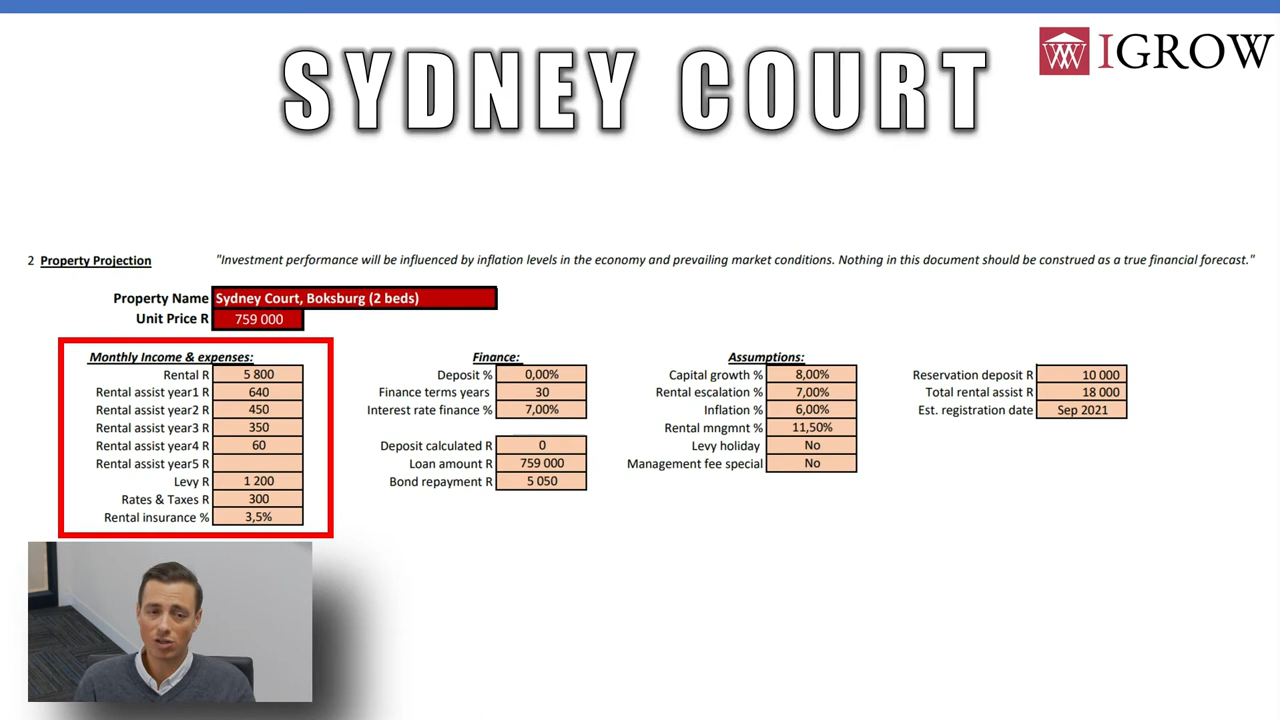 SYDNEY COURT
IGROW
2 Property Projection "Investment performance will be influenced by inflation levels in the economy and prevailing market conditions. Nothing in this document should be construed as a true financial forecast."
Property Name Sydney Court, Boksburg (2 beds)
Unit Price R 759 000
Monthly Income & expenses:
Rental R 5 800
Rental assist year1 R 640
Rental assist year2 R 450
Rental assist year3 R 350
Rental assist year4 R 60
Rental assist year5 R
Levy R 1 200
Rates & Taxes R 300
Rental insurance % 3,5%
Finance:
Deposit % 0,00%
Finance terms years 30
Interest rate finance % 7,00%
Deposit calculated R 0
Loan amount R 759 000
Bond repayment R 5 050
Assumptions:
Capital growth % 8,00%
Rental escalation % 7,00%
Inflation % 6,00%
Rental mngmnt % 11,50%
Levy holiday No
Management fee special No
Reservation deposit R 10 000
Total rental assist R 18 000
Est. registration date Sep 2021